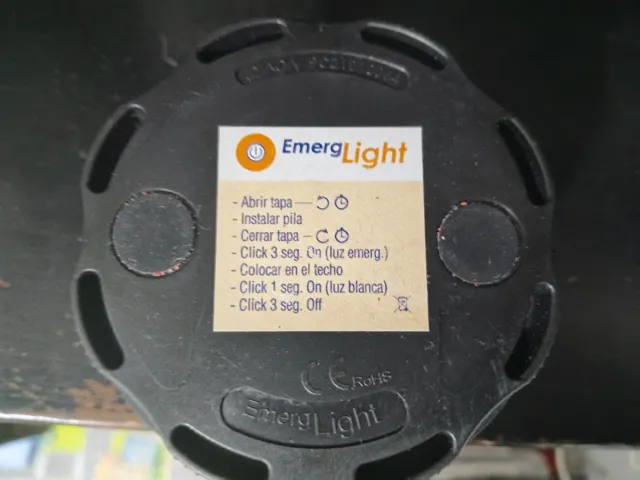 EmergLight
- Abrir tapa
- Instalar pila
- Cerrar tapa
- Click 3 seg. On (luz emerg.)
- Colocar en el techo
- Click 1 seg. On (luz blanca)
- Click 3 seg. Off
CE RoHS
EmergLight